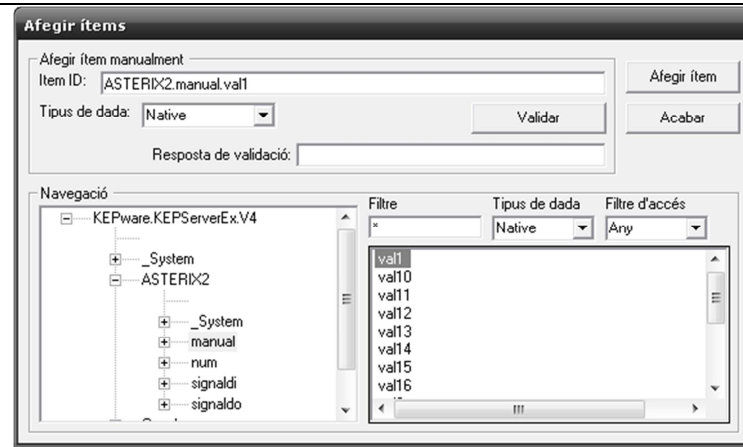 Afegir ítems
Afegir ítem manualment
Item ID: ASTERIX2.manual.val1
Afegir ítem
Tipus de dada: Native
Validar
Acabar
Resposta de validació:
Navegació
KEPware.KEPServerEx.V4
_System
ASTERIX2
_System
manual
num
signaldi
signaldo
Filtre
Tipus de dada
Filtre d'accés
*
Native
Any
val1
val10
val11
val12
val13
val14
val15
val16